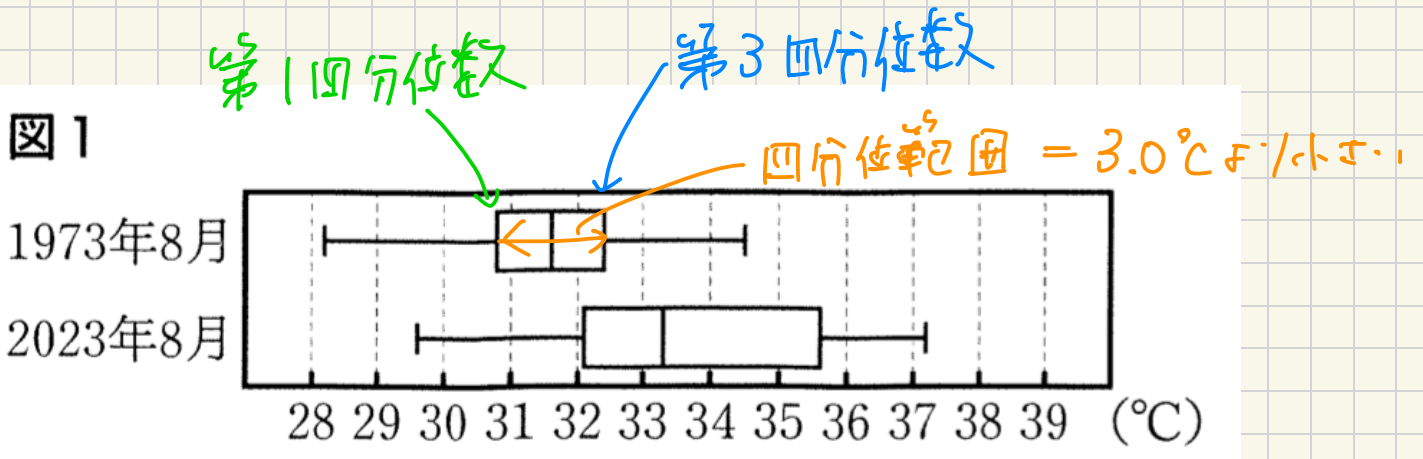 第1四分位数
第3四分位数
四分位範囲 = 3.0℃より小さい
図1
1973年8月
2023年8月
28 29 30 31 32 33 34 35 36 37 38 39 (℃)